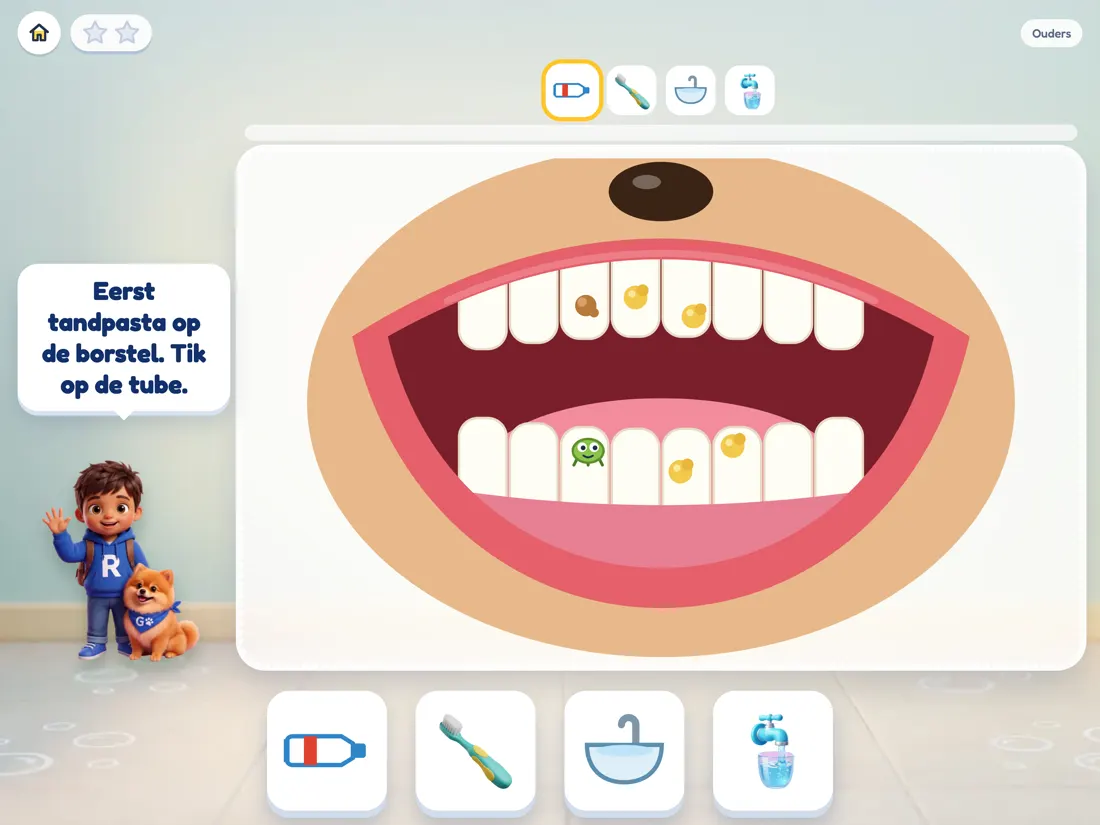 Ouders
Eerst
tandpasta op
de borstel. Tik
op de tube.
R
G